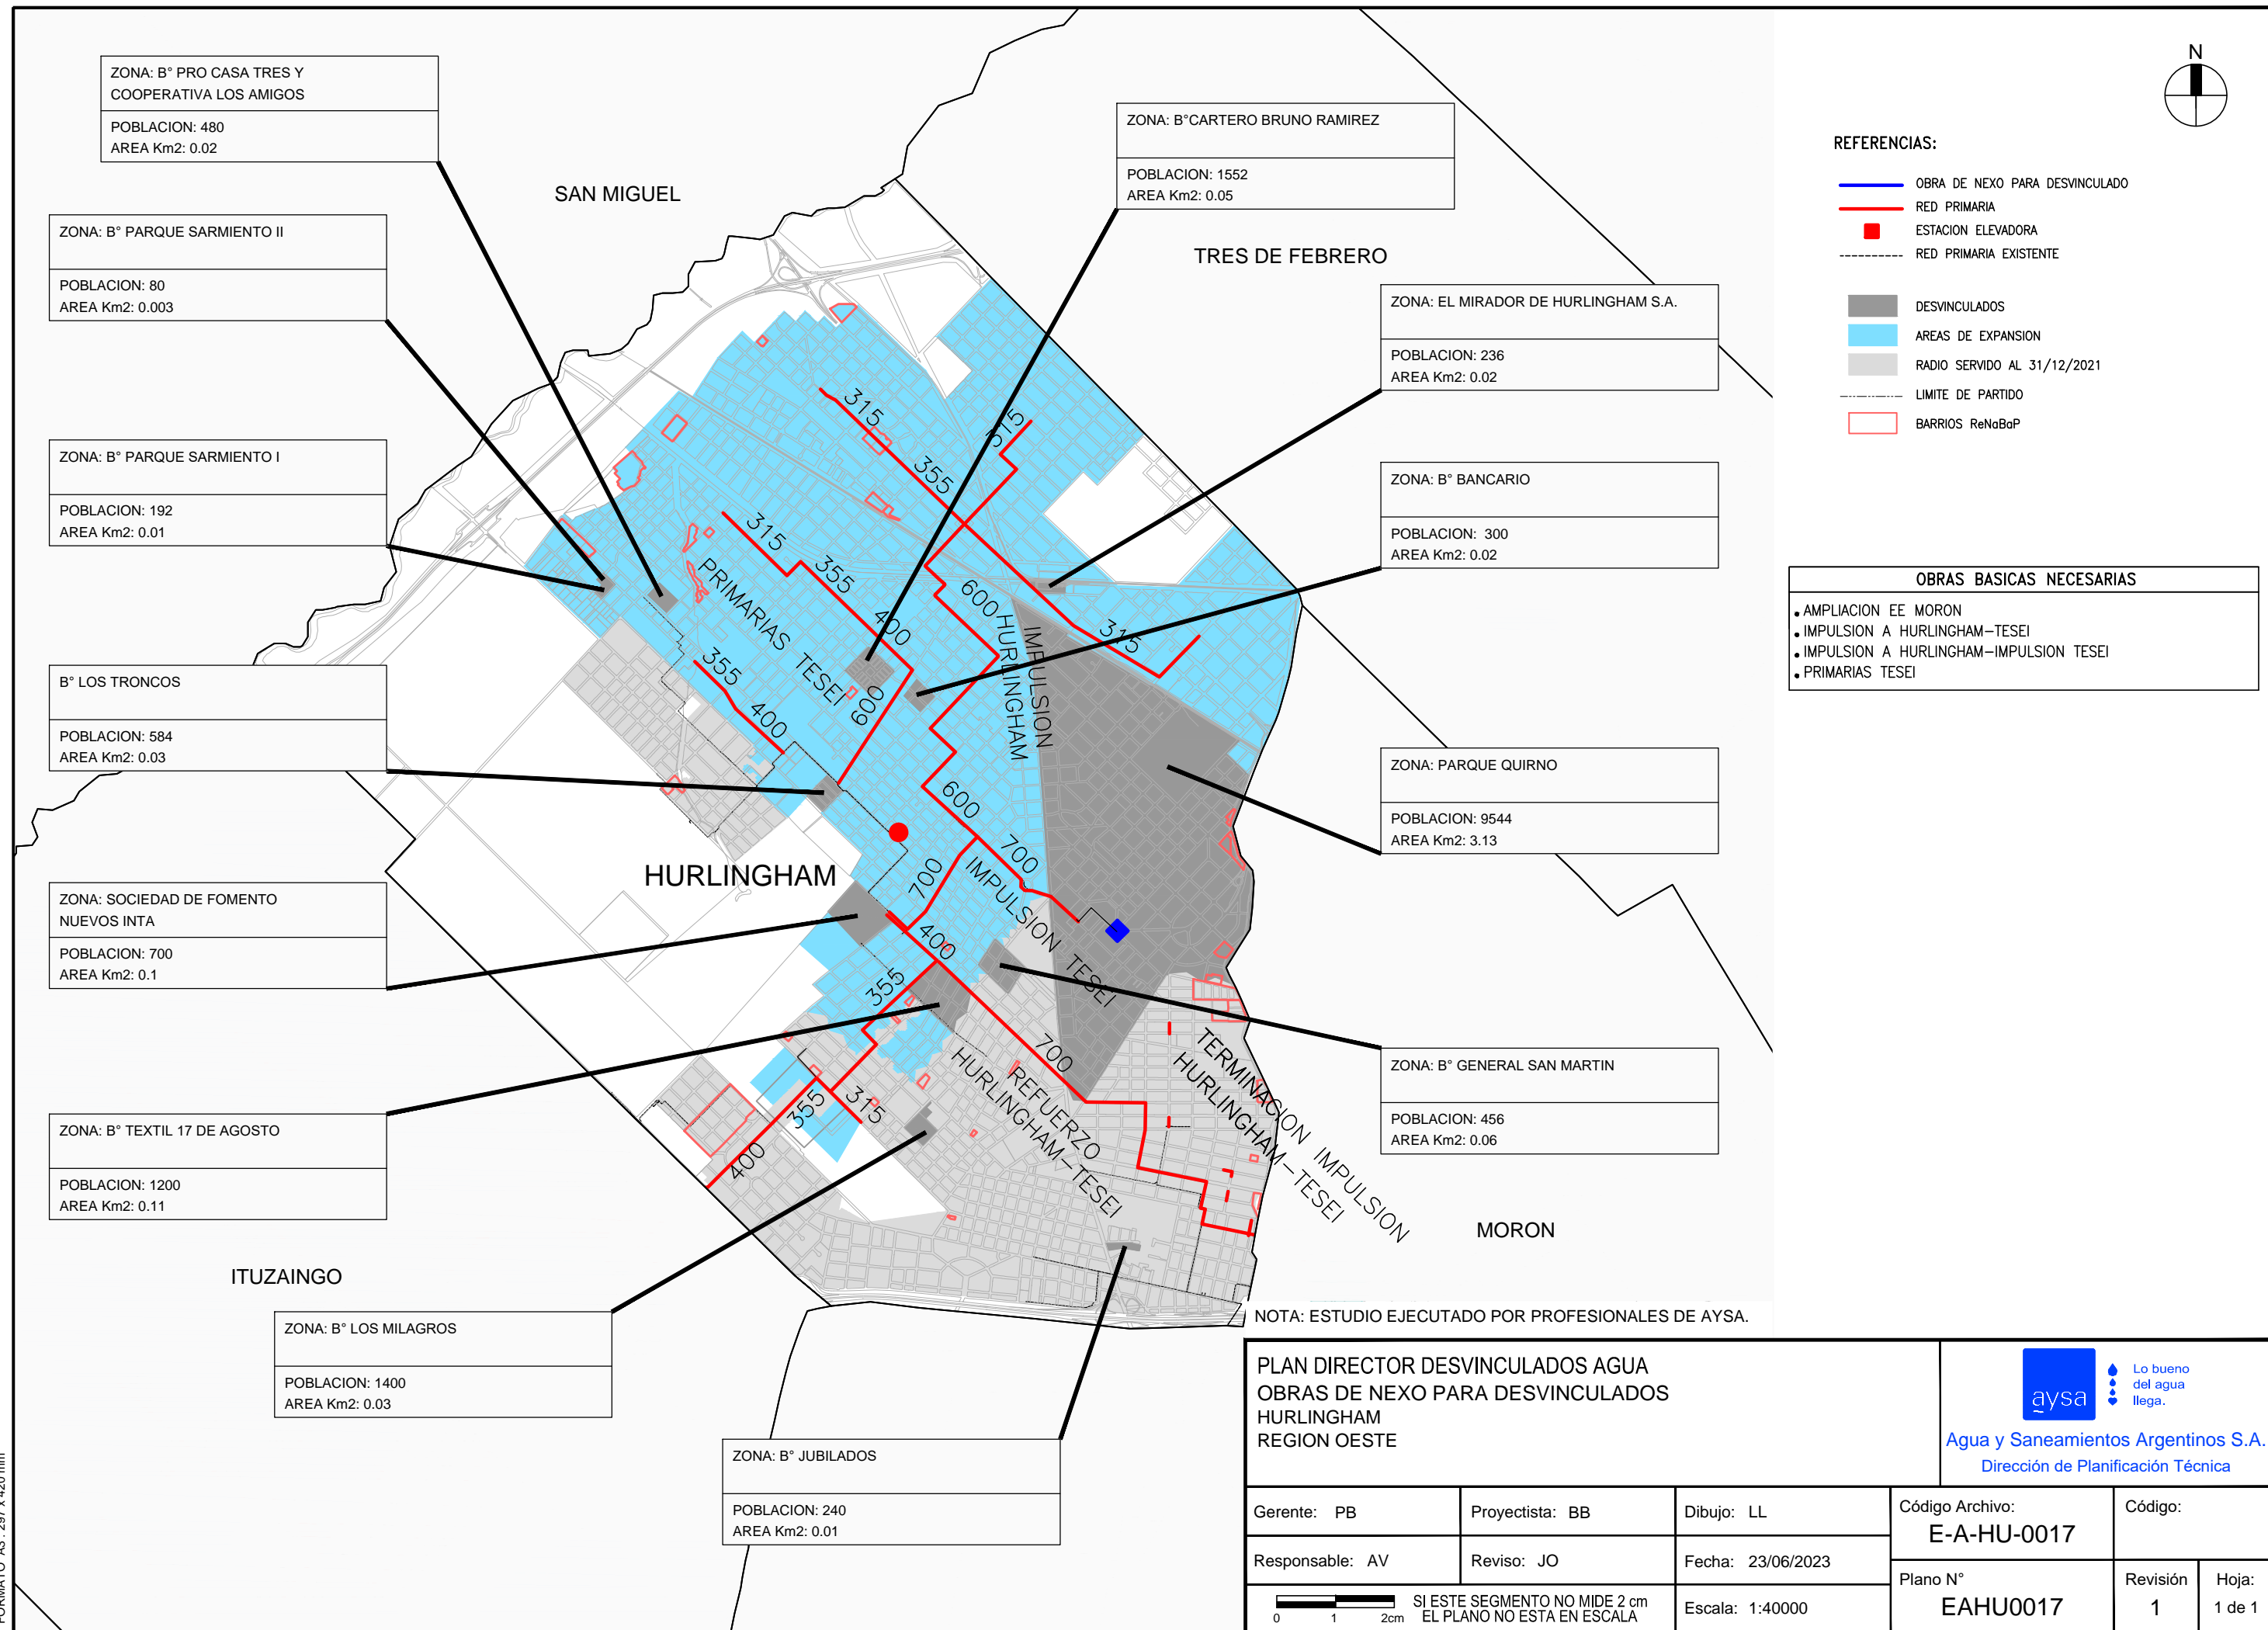 ZONA: B° PRO CASA TRES Y
COOPERATIVA LOS AMIGOS
POBLACION: 480
AREA Km2: 0.02
ZONA: B° PARQUE SARMIENTO II
POBLACION: 80
AREA Km2: 0.003
ZONA: B° PARQUE SARMIENTO I
POBLACION: 192
AREA Km2: 0.01
B° LOS TRONCOS
POBLACION: 584
AREA Km2: 0.03
ZONA: SOCIEDAD DE FOMENTO
NUEVOS INTA
POBLACION: 700
AREA Km2: 0.1
ZONA: B° TEXTIL 17 DE AGOSTO
POBLACION: 1200
AREA Km2: 0.11
ZONA: B° LOS MILAGROS
POBLACION: 1400
AREA Km2: 0.03
ZONA: B° JUBILADOS
POBLACION: 240
AREA Km2: 0.01
ZONA: B°CARTERO BRUNO RAMIREZ
POBLACION: 1552
AREA Km2: 0.05
ZONA: EL MIRADOR DE HURLINGHAM S.A.
POBLACION: 236
AREA Km2: 0.02
ZONA: B° BANCARIO
POBLACION: 300
AREA Km2: 0.02
ZONA: PARQUE QUIRNO
POBLACION: 9544
AREA Km2: 3.13
ZONA: B° GENERAL SAN MARTIN
POBLACION: 456
AREA Km2: 0.06
SAN MIGUEL
TRES DE FEBRERO
HURLINGHAM
ITUZAINGO
MORON
315
355
315
315
355
400
600
355
400
600
315
600
700
700
400
355
700
355
315
400
PRIMARIAS TESEI
IMPULSION
HURLINGHAM
IMPULSION TESEI
REFUERZO
HURLINGHAM-TESEI
TERMINACION IMPULSION
HURLINGHAM-TESEI
N
REFERENCIAS:
OBRA DE NEXO PARA DESVINCULADO
RED PRIMARIA
ESTACION ELEVADORA
RED PRIMARIA EXISTENTE
DESVINCULADOS
AREAS DE EXPANSION
RADIO SERVIDO AL 31/12/2021
LIMITE DE PARTIDO
BARRIOS ReNaBaP
OBRAS BASICAS NECESARIAS
• AMPLIACION EE MORON
• IMPULSION A HURLINGHAM-TESEI
• IMPULSION A HURLINGHAM-IMPULSION TESEI
• PRIMARIAS TESEI
NOTA: ESTUDIO EJECUTADO POR PROFESIONALES DE AYSA.
PLAN DIRECTOR DESVINCULADOS AGUA
OBRAS DE NEXO PARA DESVINCULADOS
HURLINGHAM
REGION OESTE
aysa
Lo bueno
del agua
llega.
Agua y Saneamientos Argentinos S.A.
Dirección de Planificación Técnica
Gerente: PB
Proyectista: BB
Dibujo: LL
Código Archivo:
E-A-HU-0017
Código:
Responsable: AV
Reviso: JO
Fecha: 23/06/2023
Plano N°
EAHU0017
Revisión
1
Hoja:
1 de 1
0 1 2cm
SI ESTE SEGMENTO NO MIDE 2 cm
EL PLANO NO ESTA EN ESCALA
Escala: 1:40000
FORMATO A3 : 297 x 420 mm